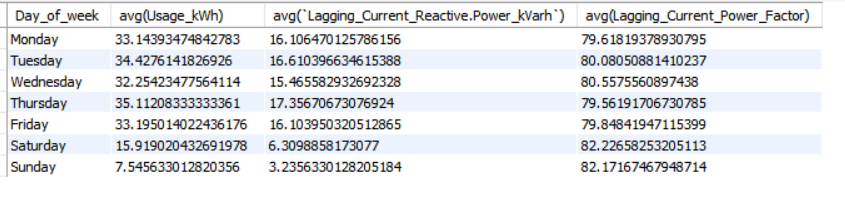 Day_of_week avg(Usage_kWh) avg(`Lagging_Current_Reactive.Power_kVarh`) avg(Lagging_Current_Power_Factor)
Monday 33.14393474842783 16.106470125786156 79.61819378930795
Tuesday 34.4276141826926 16.610396634615388 80.08050881410237
Wednesday 32.25423477564114 15.465582932692328 80.5575560897438
Thursday 35.11208333333361 17.35670673076924 79.56191706730785
Friday 33.195014022436176 16.103950320512865 79.84841947115399
Saturday 15.919020432691978 6.3098858173077 82.22658253205113
Sunday 7.545633012820356 3.2356330128205184 82.17167467948714